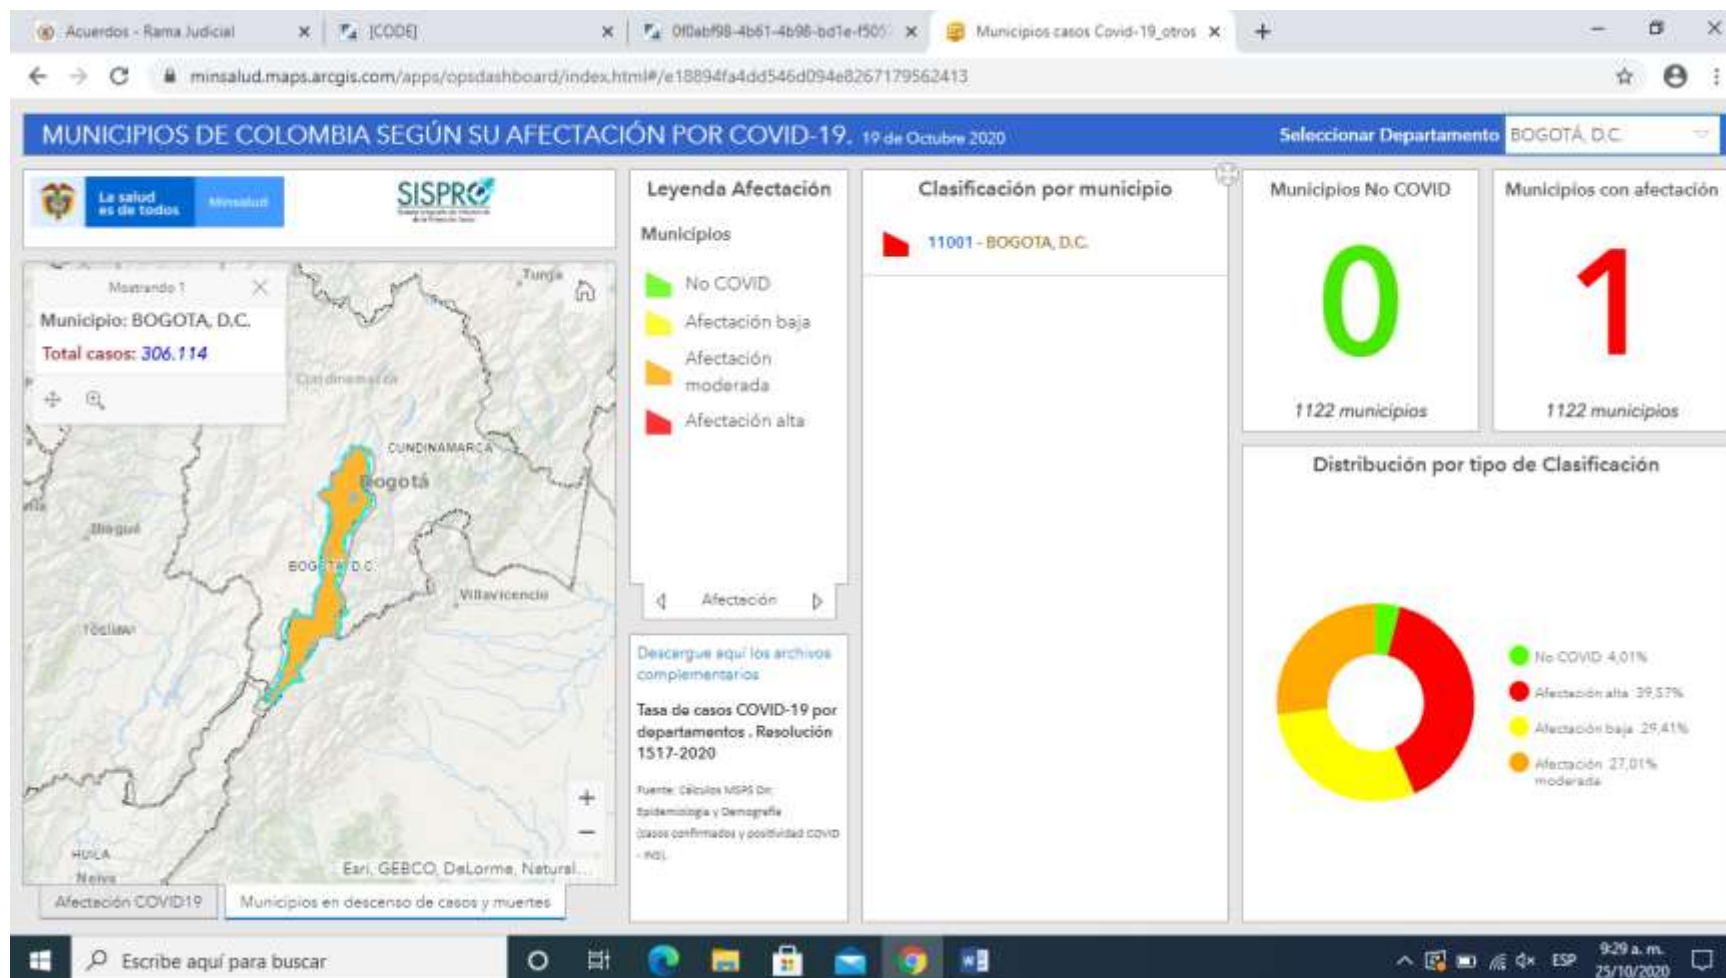 Acuerdos - Rama Judicial
[CODE]
0f0abf98-4b61-4b98-bd1e-f505
Municipios casos Covid-19_otros
minsalud.maps.arcgis.com/apps/opsdashboard/index.html#/e18894fa4dd546d094e8267179562413
MUNICIPIOS DE COLOMBIA SEGÚN SU AFECTACIÓN POR COVID-19. 19 de Octubre 2020
Seleccionar Departamento BOGOTÁ, D.C.
La salud
es de todos
Minsalud
SISPRO
Mostrando 1
Municipio: BOGOTA, D.C.
Total casos: 306.114
Tunja
Cundinamarca
CUNDINAMARCA
Bogotá
Ibagué
BOGOTÁ, D.C.
Villavicencio
TOLIMA
HUILA
Neiva
Esri, GEBCO, DeLorme, Natural...
+
−
Afectación COVID19
Municipios en descenso de casos y muertes
Leyenda Afectación
Municipios
No COVID
Afectación baja
Afectación
moderada
Afectación alta
Afectación
Descargue aquí los archivos
complementarios
Tasa de casos COVID-19 por
departamentos . Resolución
1517-2020
Fuente: Cálculos MSPS Dir.
Epidemiología y Demografía
(casos confirmados y positividad COVID
- INS).
Clasificación por municipio
11001 - BOGOTA, D.C.
Municipios No COVID
0
1122 municipios
Municipios con afectación
1
1122 municipios
Distribución por tipo de Clasificación
No COVID 4,01%
Afectación alta 39,57%
Afectación baja 29,41%
Afectación 27,01%
moderada
Escribe aquí para buscar
ESP
9:29 a. m.
25/10/2020